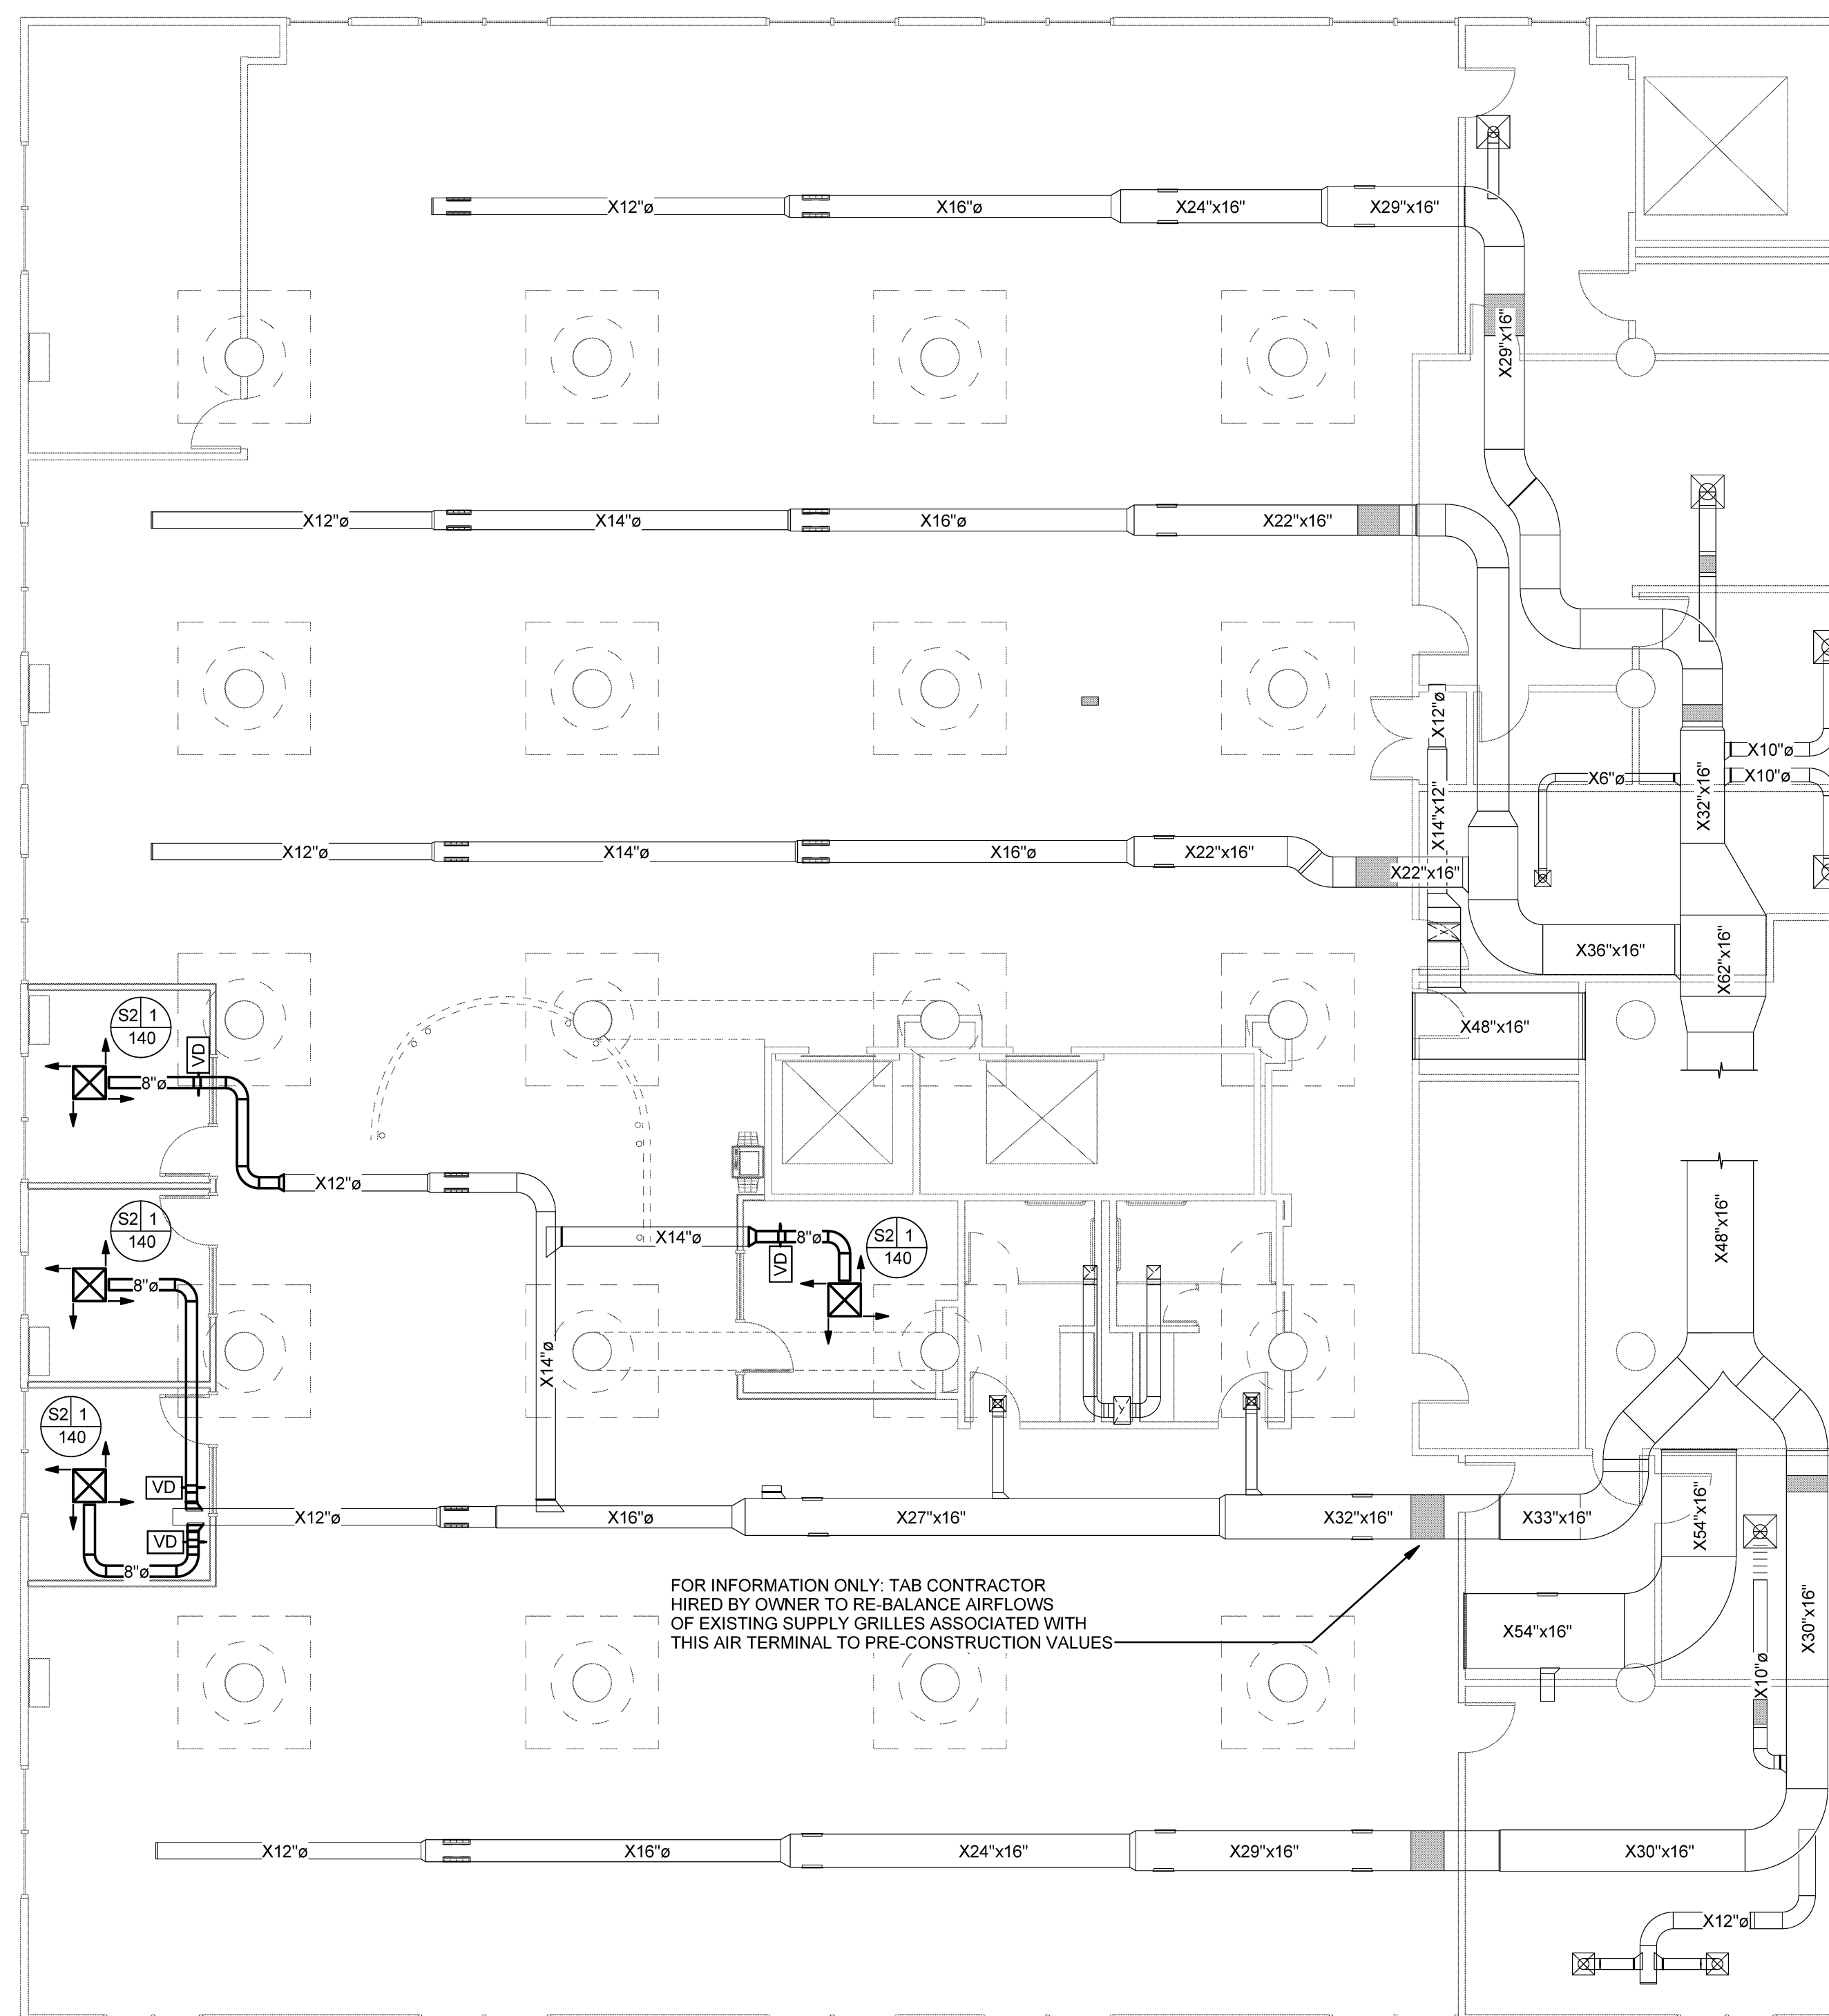 X12"ø
X16"ø
X24"x16"
X29"x16"
X29"x16"
X12"ø
X14"ø
X16"ø
X22"x16"
X12"ø
X10"ø
X6"ø
X10"ø
X32"x16"
X14"x12"
X12"ø
X14"ø
X16"ø
X22"x16"
X22"x16"
X36"x16"
X62"x16"
S2 1
140
VD
8"ø
X48"x16"
X12"ø
S2 1
140
8"ø
X14"ø
VD
8"ø
S2 1
140
X48"x16"
X14"ø
S2 1
140
VD
VD
8"ø
X12"ø
X16"ø
X27"x16"
X32"x16"
X33"x16"
X54"x16"
FOR INFORMATION ONLY: TAB CONTRACTOR
HIRED BY OWNER TO RE-BALANCE AIRFLOWS
OF EXISTING SUPPLY GRILLES ASSOCIATED WITH
THIS AIR TERMINAL TO PRE-CONSTRUCTION VALUES
X54"x16"
X30"x16"
X10"ø
X12"ø
X16"ø
X24"x16"
X29"x16"
X30"x16"
X12"ø